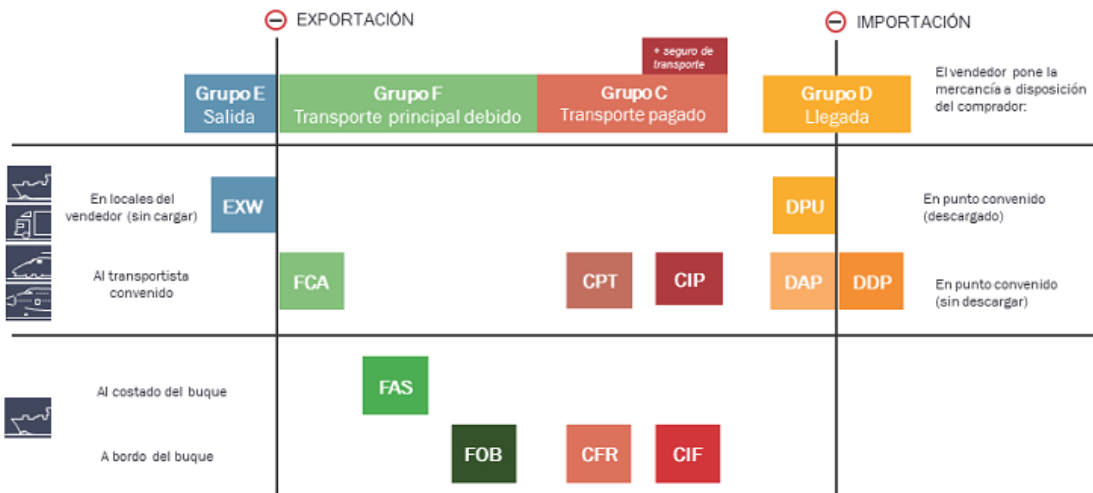 EXPORTACIÓN
IMPORTACIÓN
+ seguro de
transporte
Grupo E
Salida
Grupo F
Transporte principal debido
Grupo C
Transporte pagado
Grupo D
Llegada
El vendedor pone la
mercancía a disposición
del comprador:
En locales del
vendedor (sin cargar)
EXW
DPU
En punto convenido
(descargado)
Al transportista
convenido
FCA
CPT
CIP
DAP
DDP
En punto convenido
(sin descargar)
Al costado del buque
FAS
A bordo del buque
FOB
CFR
CIF